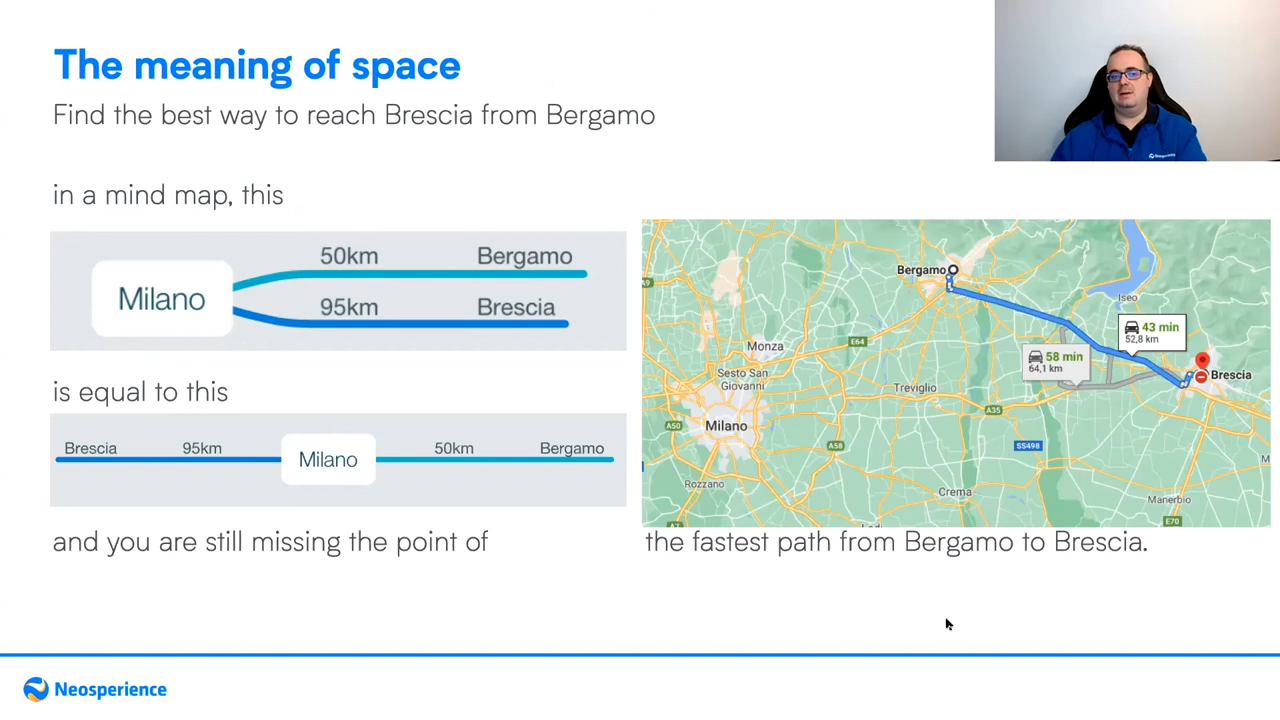 The meaning of space
Find the best way to reach Brescia from Bergamo
in a mind map, this
50km Bergamo
Milano
95km Brescia
is equal to this
Brescia 95km Milano 50km Bergamo
and you are still missing the point of
A9
Bergamo
Iseo
43 min
52,8 km
E64
Monza
58 min
64,1 km
Brescia
Sesto San
Giovanni
Treviglio
A35
A50
Milano
A58
SS498
Rozzano
Crema
Manerbio
M
A7
E70
the fastest path from Bergamo to Brescia.
Neosperience